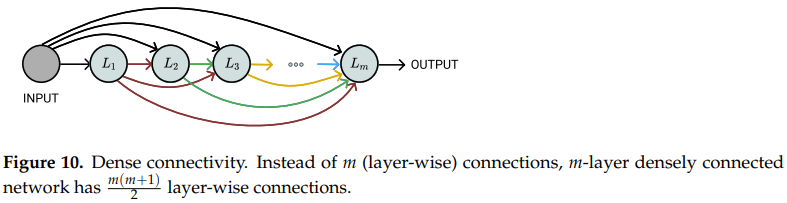 L₁ L₂ L₃ ∘∘∘ Lₘ OUTPUT
INPUT
Figure 10. Dense connectivity. Instead of m (layer-wise) connections, m-layer densely connected
network has m(m+1)/2 layer-wise connections.